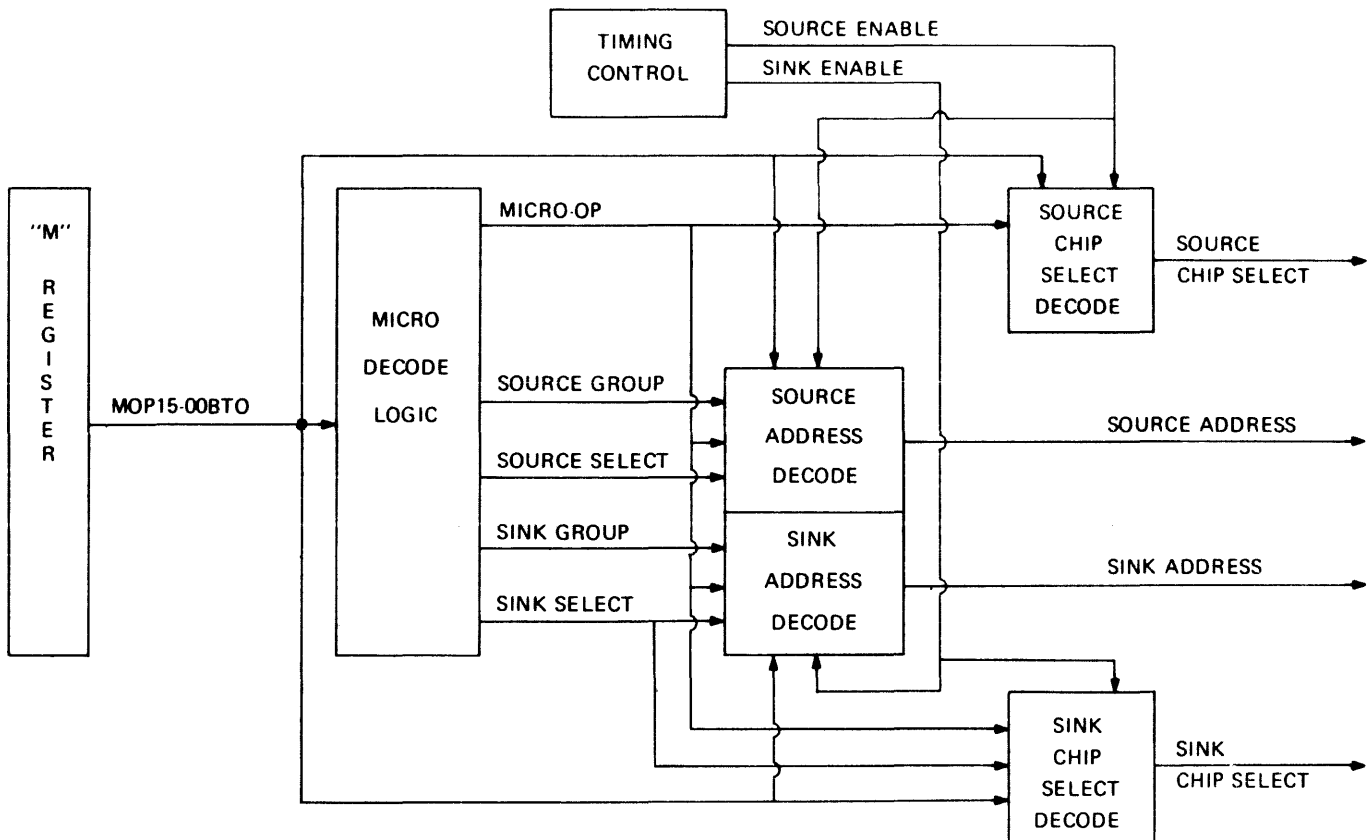 TIMING
CONTROL
SOURCE ENABLE
SINK ENABLE
"M"
REGISTER
MOP15-00BTO
MICRO
DECODE
LOGIC
MICRO-OP
SOURCE GROUP
SOURCE SELECT
SINK GROUP
SINK SELECT
SOURCE
CHIP
SELECT
DECODE
SOURCE
CHIP SELECT
SOURCE
ADDRESS
DECODE
SOURCE ADDRESS
SINK
ADDRESS
DECODE
SINK ADDRESS
SINK
CHIP
SELECT
DECODE
SINK
CHIP SELECT